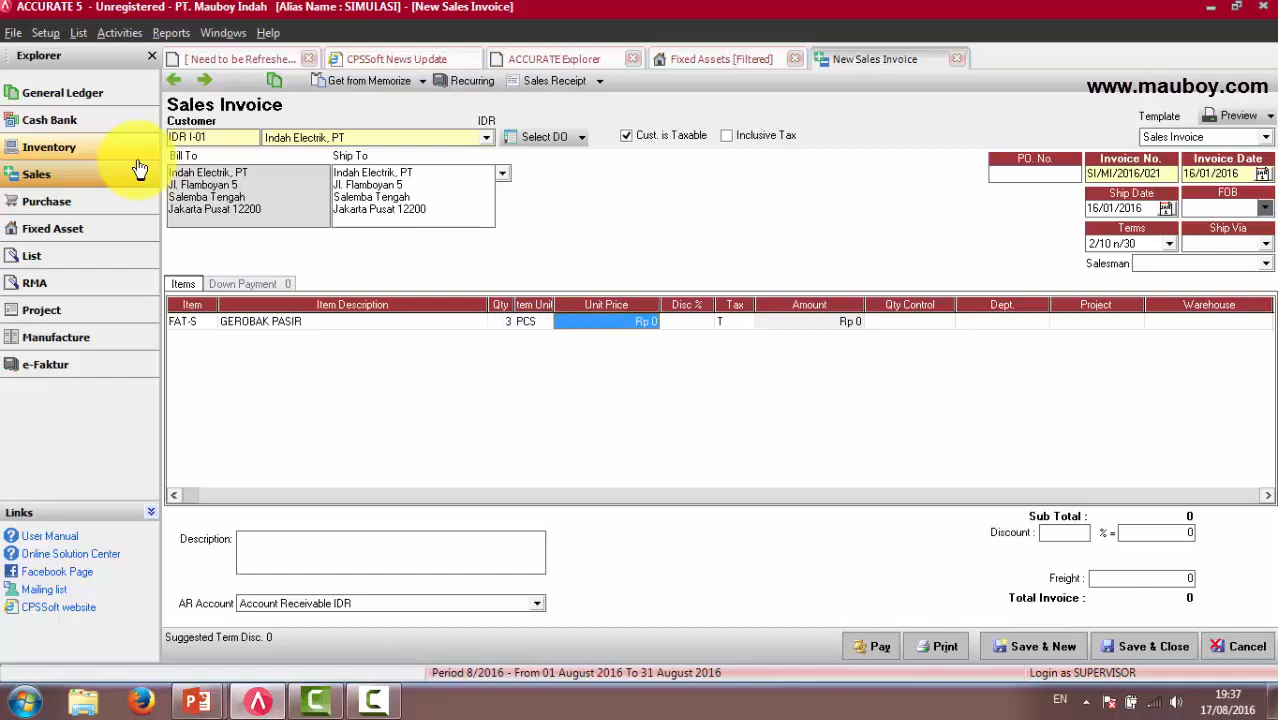 ACCURATE 5 - Unregistered - PT. Mauboy Indah [Alias Name : SIMULASI] - [New Sales Invoice]
File Setup List Activities Reports Windows Help
Explorer
[ Need to be Refreshe... CPSSoft News Update ACCURATE Explorer Fixed Assets [Filtered] New Sales Invoice
General Ledger
Cash Bank
Inventory
Sales
Purchase
Fixed Asset
List
RMA
Project
Manufacture
e-Faktur
Get from Memorize Recurring Sales Receipt
www.mauboy.com
Sales Invoice
Template Preview
Sales Invoice
Customer IDR
IDR I-01 Indah Electrik, PT Select DO Cust. is Taxable Inclusive Tax
Bill To Ship To
Indah Electrik, PT
Jl. Flamboyan 5
Salemba Tengah
Jakarta Pusat 12200
Indah Electrik, PT
Jl. Flamboyan 5
Salemba Tengah
Jakarta Pusat 12200
PO. No. Invoice No. Invoice Date
SI/MI/2016/021 16/01/2016
Ship Date FOB
16/01/2016
Terms Ship Via
2/10 n/30
Salesman
Items Down Payment 0
Item Item Description Qty tem Uni Unit Price Disc % Tax Amount Qty Control Dept. Project Warehouse
FAT-S GEROBAK PASIR 3 PCS Rp 0 T Rp 0
Links
User Manual
Online Solution Center
Facebook Page
Mailing list
CPSSoft website
Description:
AR Account Account Receivable IDR
Sub Total : 0
Discount : % = 0
Freight : 0
Total Invoice : 0
Suggested Term Disc. 0
Pay Print Save & New Save & Close Cancel
Period 8/2016 - From 01 August 2016 To 31 August 2016 Login as SUPERVISOR
EN
19:37
17/08/2016